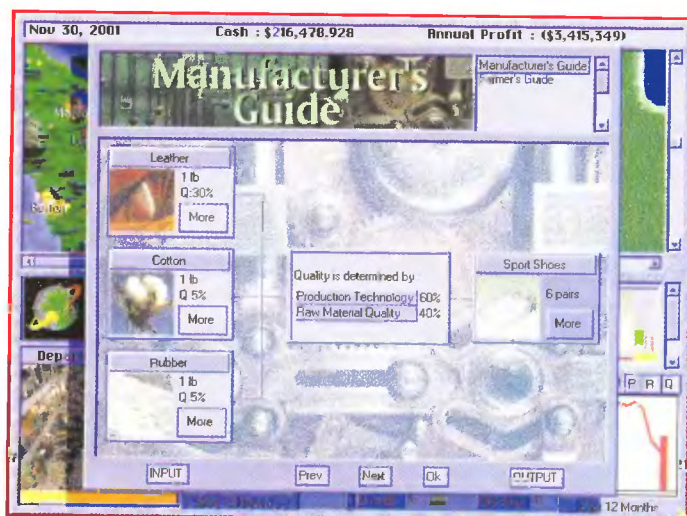 Nov 30, 2001 Cash : $216,478.928 Annual Profit : ($3,415,349)
Manufacturer's
Guide
Manufacturer's Guide
Farmer's Guide
Leather
1 lb
Q:30%
More
Cotton
1 lb
Q 5%
More
Rubber
1 lb
Q 5%
More
Quality is determined by
Production Technology 60%
Raw Material Quality 40%
Sport Shoes
6 pairs
More
P R Q
INPUT Prev Next Ok OUTPUT
12 Months